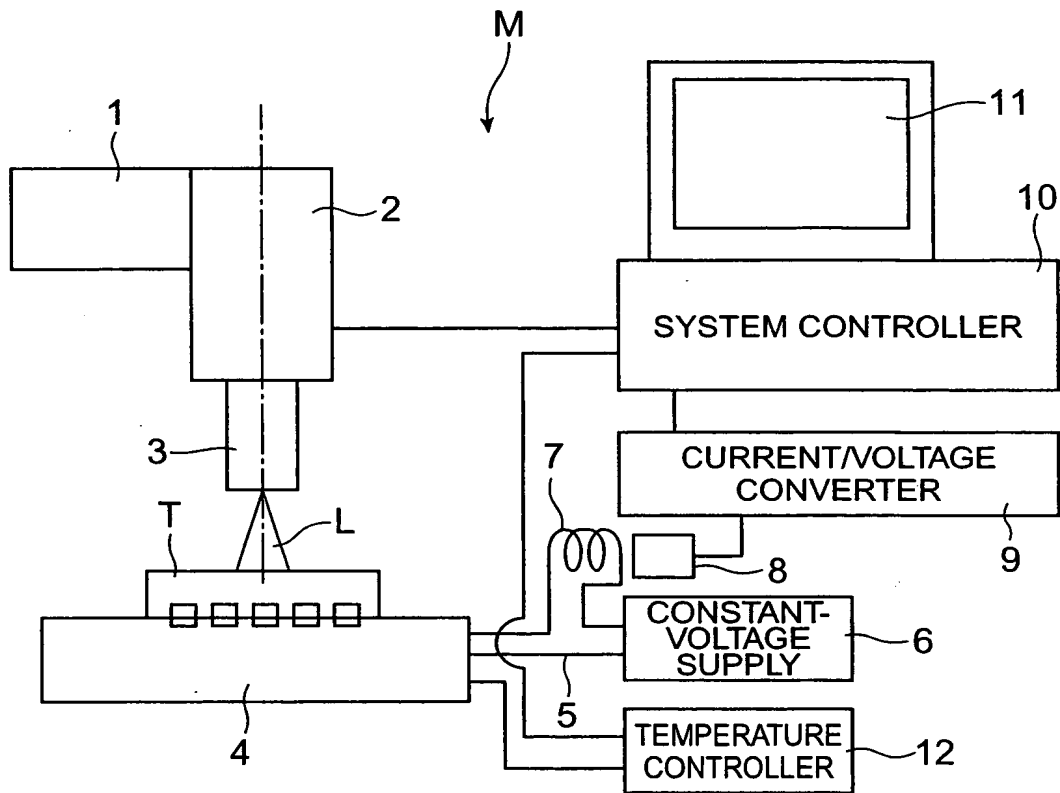 M
1
11
2
10
SYSTEM CONTROLLER
3
7
CURRENT/VOLTAGE
CONVERTER
T
L
8
9
CONSTANT-
VOLTAGE
SUPPLY
6
4
5
TEMPERATURE
CONTROLLER
12